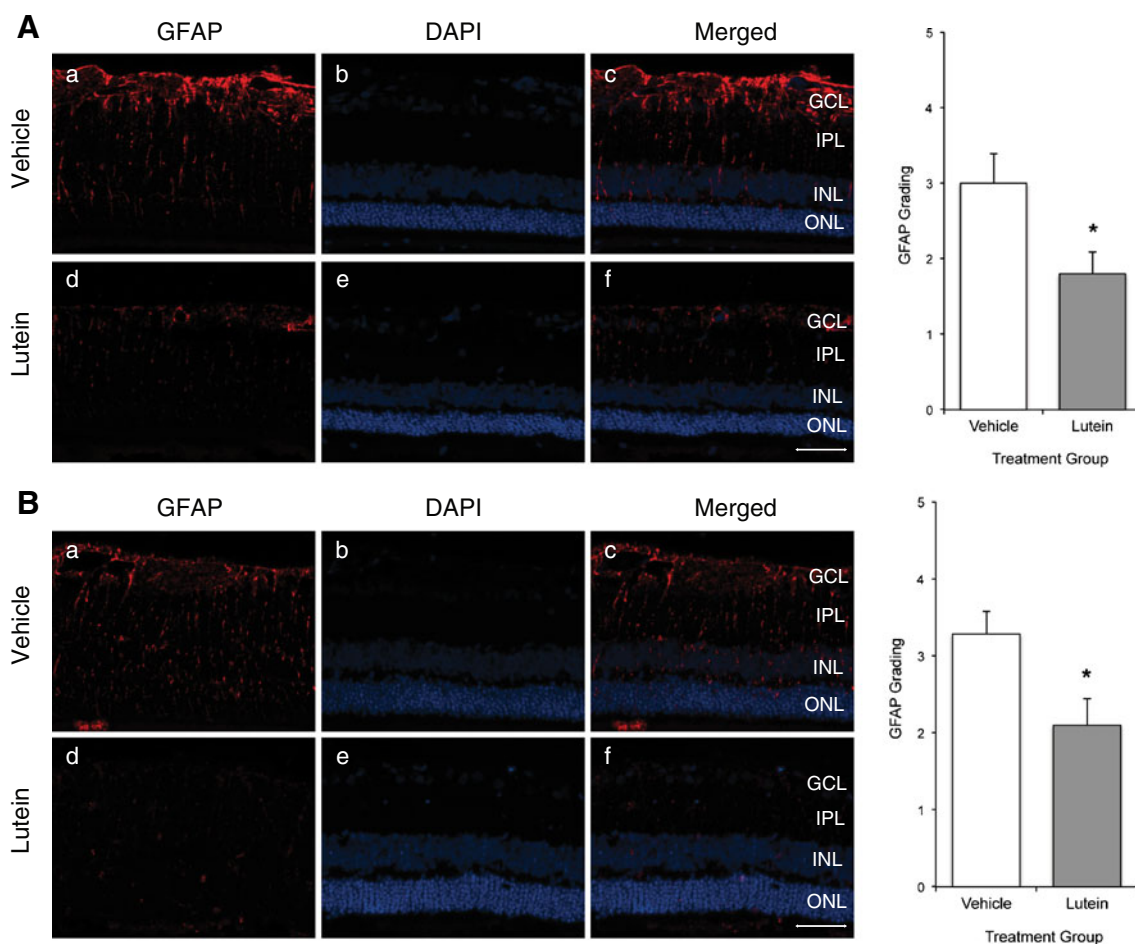 A
GFAP DAPI Merged
Vehicle
a b c
GCL
IPL
INL
ONL
Lutein
d e f
GCL
IPL
INL
ONL
5
4
3
2
1
0
GFAP Grading
*
Vehicle Lutein
Treatment Group
B
GFAP DAPI Merged
Vehicle
a b c
GCL
IPL
INL
ONL
Lutein
d e f
GCL
IPL
INL
ONL
5
4
3
2
1
0
GFAP Grading
*
Vehicle Lutein
Treatment Group